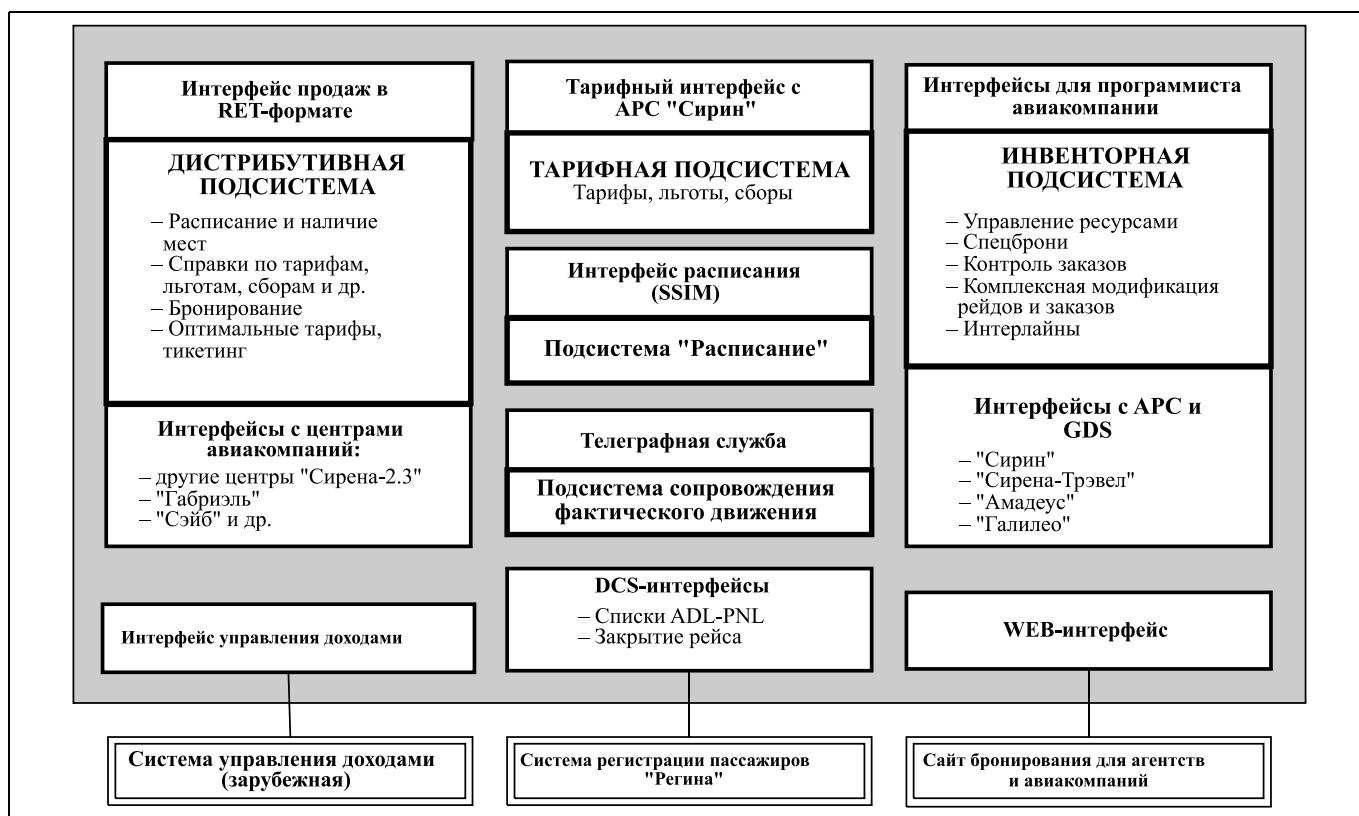 Интерфейс продаж в
RET-формате
ДИСТРИБУТИВНАЯ
ПОДСИСТЕМА
– Расписание и наличие
мест
– Справки по тарифам,
льготам, сборам и др.
– Бронирование
– Оптимальные тарифы,
тикетинг
Интерфейсы с центрами
авиакомпаний:
– другие центры "Сирена-2.3"
– "Габриэль"
– "Сэйб" и др.
Интерфейс управления доходами
Система управления доходами
(зарубежная)
Тарифный интерфейс с
АРС "Сирин"
ТАРИФНАЯ ПОДСИСТЕМА
Тарифы, льготы, сборы
Интерфейс расписания
(SSIM)
Подсистема "Расписание"
Телеграфная служба
Подсистема сопровождения
фактического движения
DCS-интерфейсы
– Списки ADL-PNL
– Закрытие рейса
Система регистрации пассажиров
"Регина"
Интерфейсы для программиста
авиакомпании
ИНВЕНТОРНАЯ
ПОДСИСТЕМА
– Управление ресурсами
– Спецброни
– Контроль заказов
– Комплексная модификация
рейдов и заказов
– Интерлайны
Интерфейсы с АРС и
GDS
– "Сирин"
– "Сирена-Трэвел"
– "Амадеус"
– "Галилео"
WEB-интерфейс
Сайт бронирования для агентств
и авиакомпаний